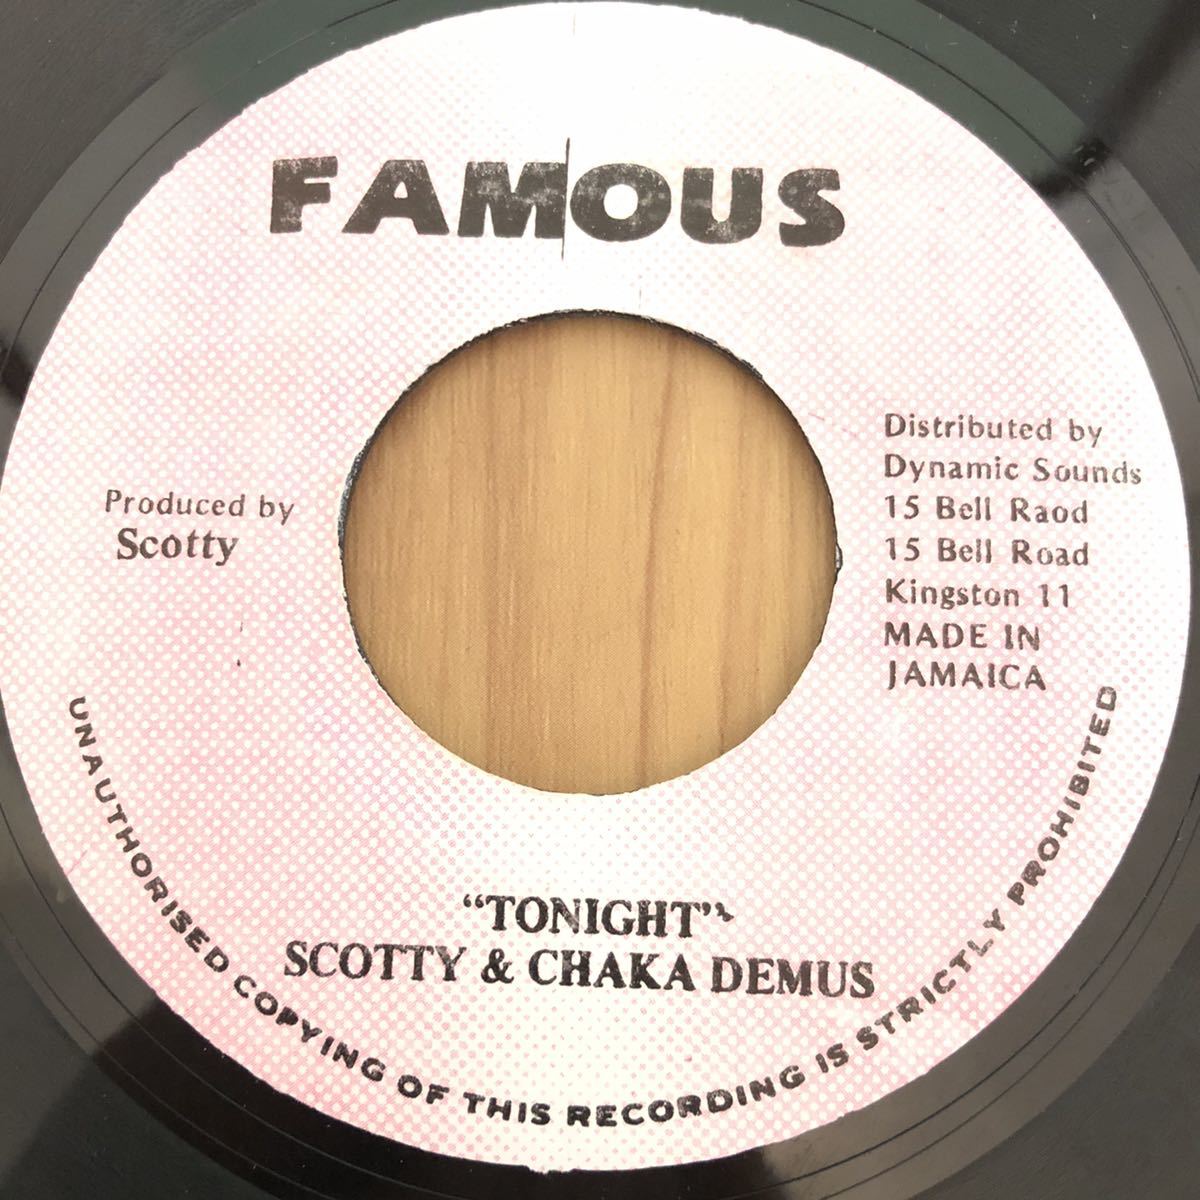 FAMOUS
Produced by
Scotty
Distributed by
Dynamic Sounds
15 Bell Raod
15 Bell Road
Kingston 11
MADE IN
JAMAICA
"TONIGHT"
SCOTTY & CHAKA DEMUS
UNAUTHORISED COPYING OF THIS RECORDING IS STRICTLY PROHIBITED